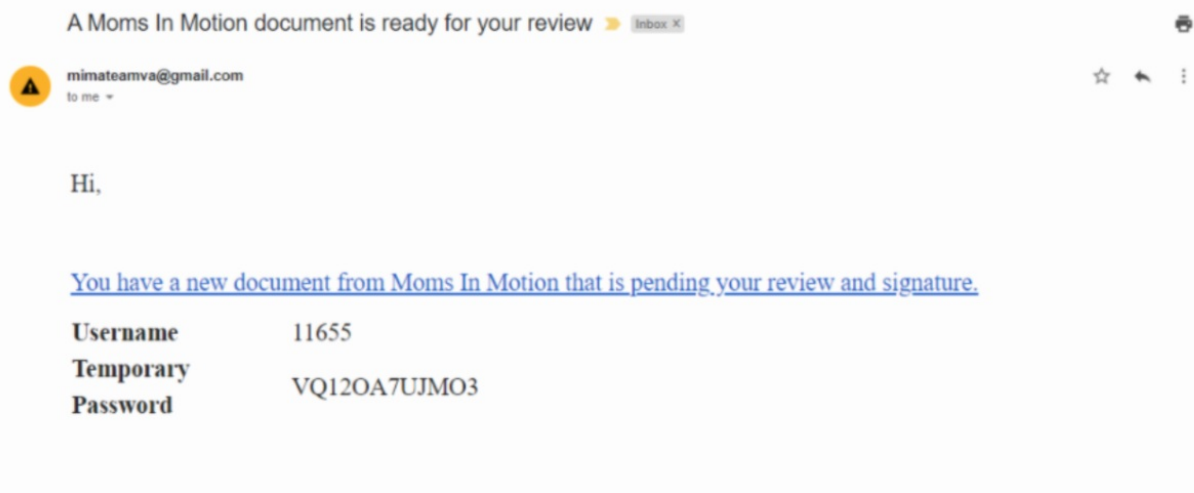 A Moms In Motion document is ready for your review Inbox X
mimateamva@gmail.com
to me
Hi,
You have a new document from Moms In Motion that is pending your review and signature.
Username 11655
Temporary
Password VQ12OA7UJMO3